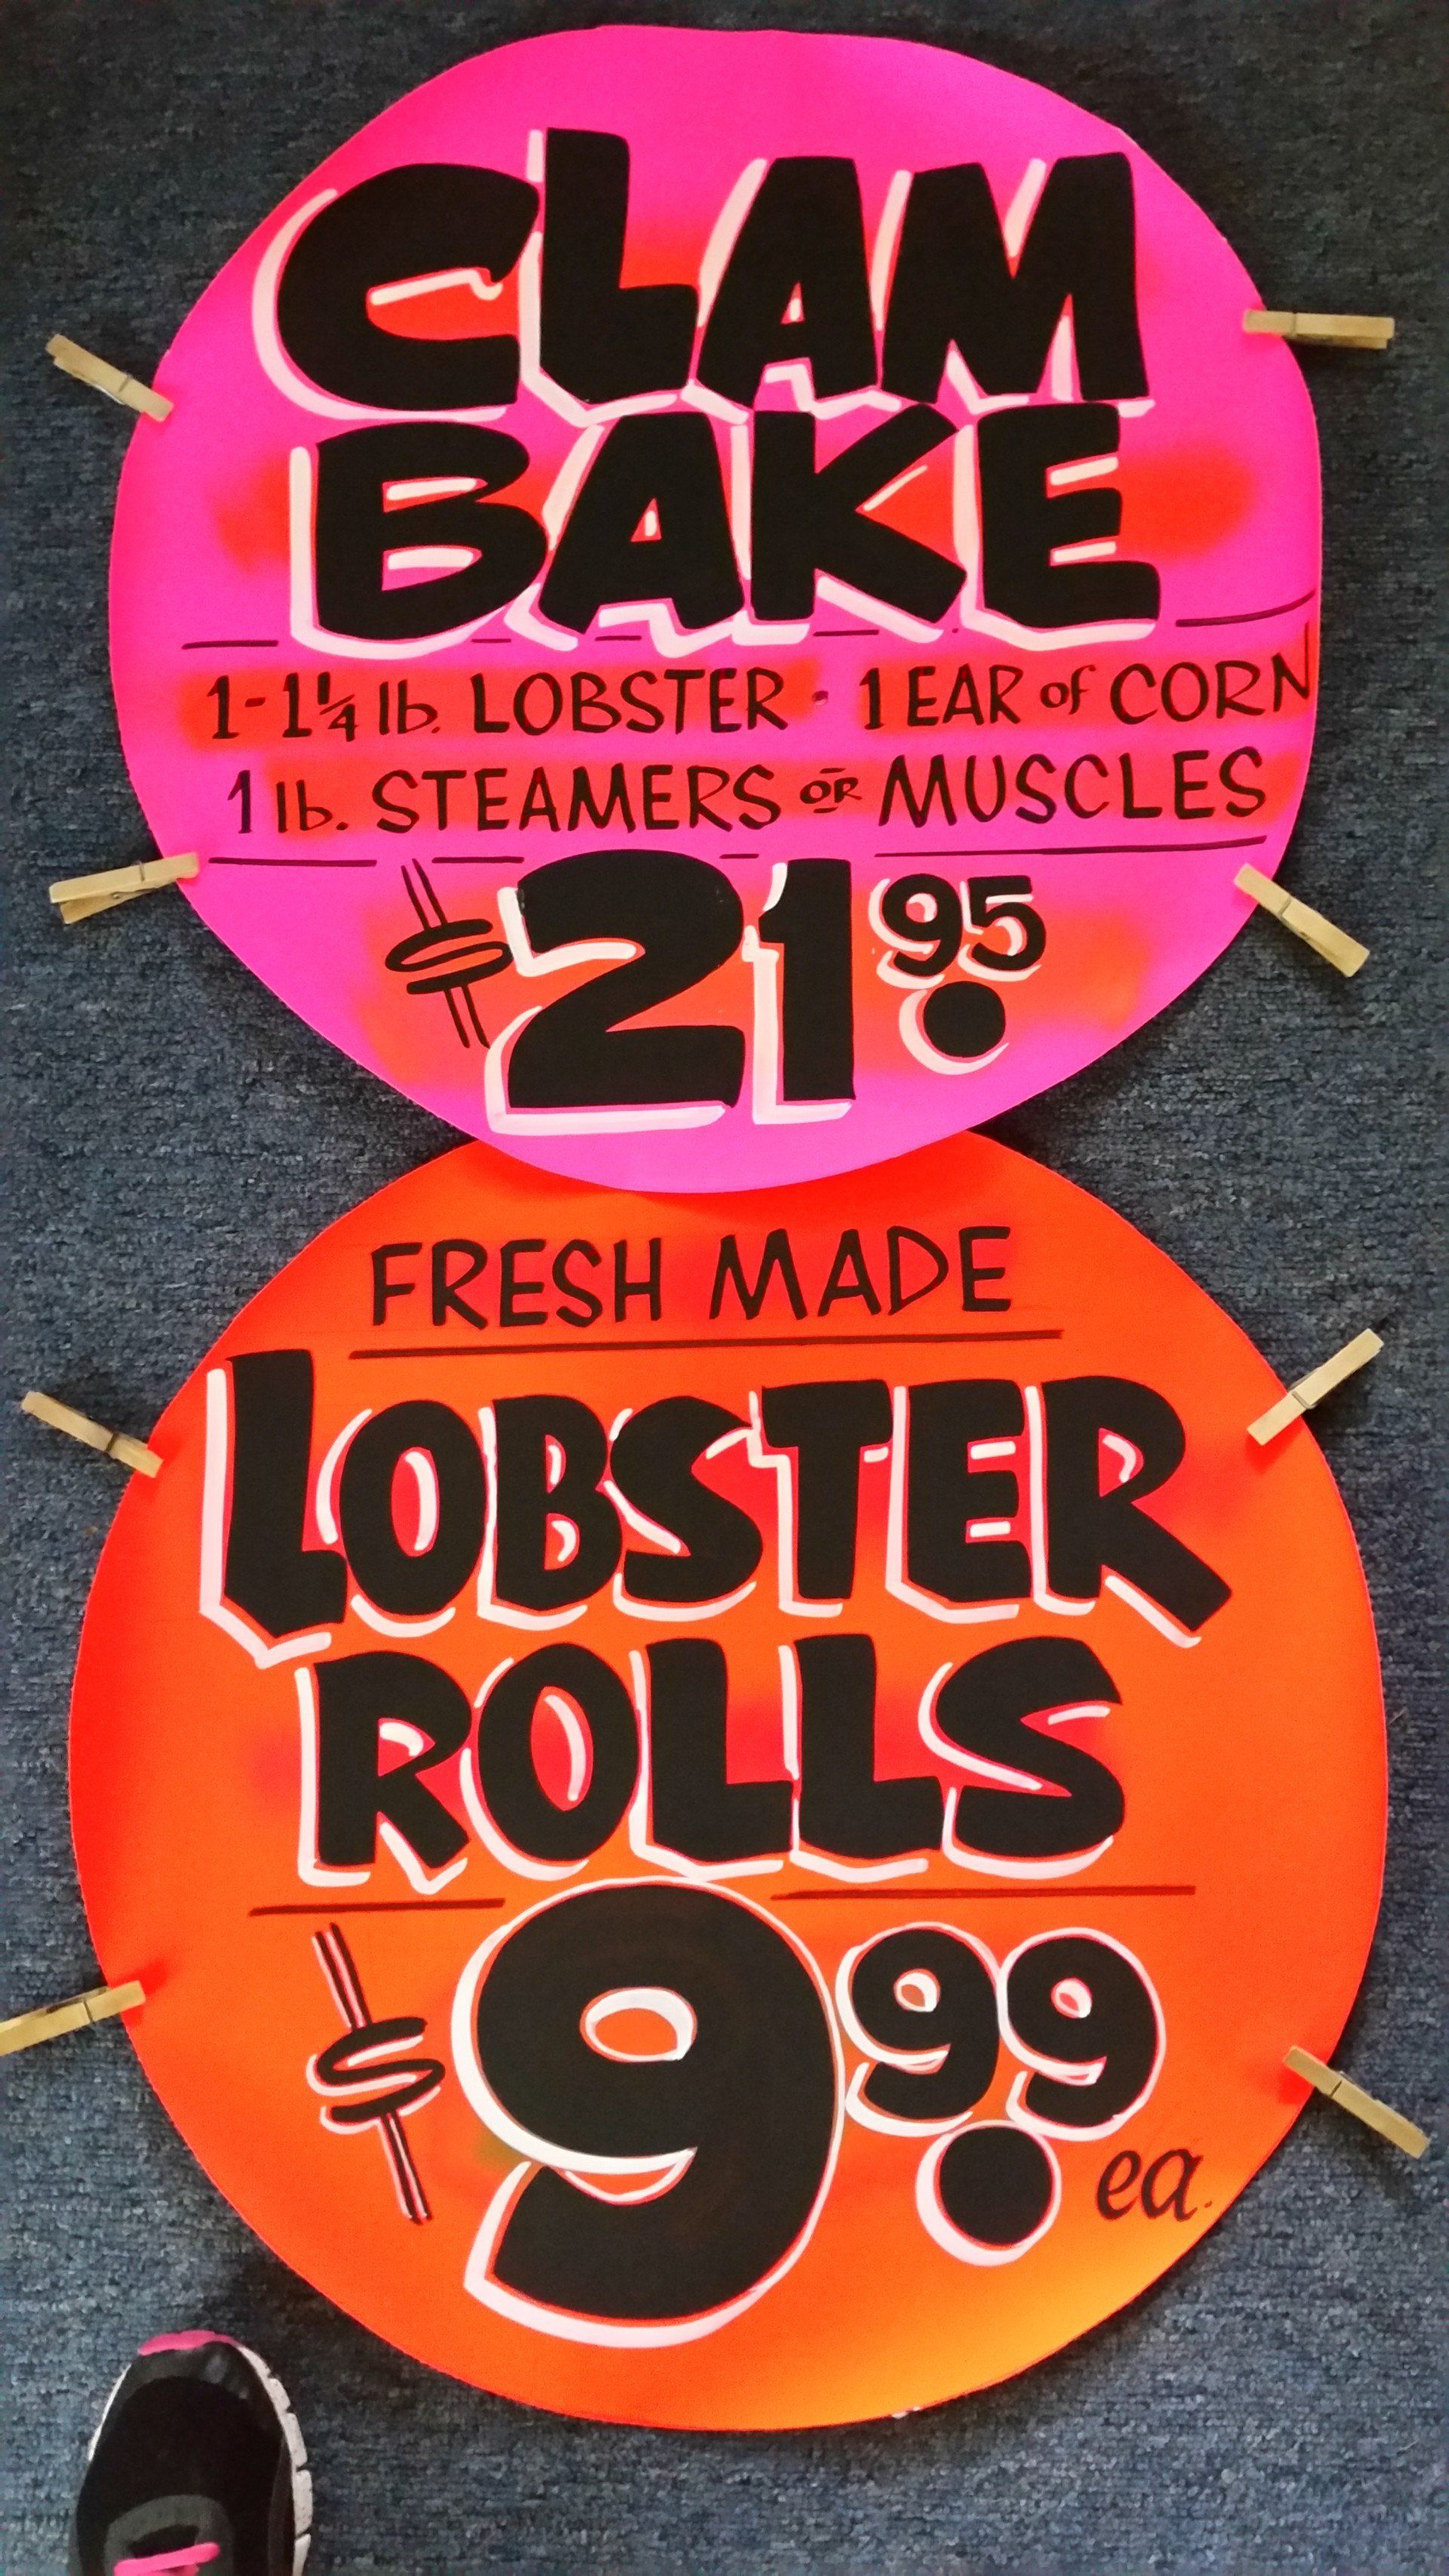 CLAM
BAKE
1-1¼ lb. LOBSTER · 1 EAR of CORN
1 lb. STEAMERS OR MUSCLES
$21.95
FRESH MADE
LOBSTER
ROLLS
$9.99 ea.